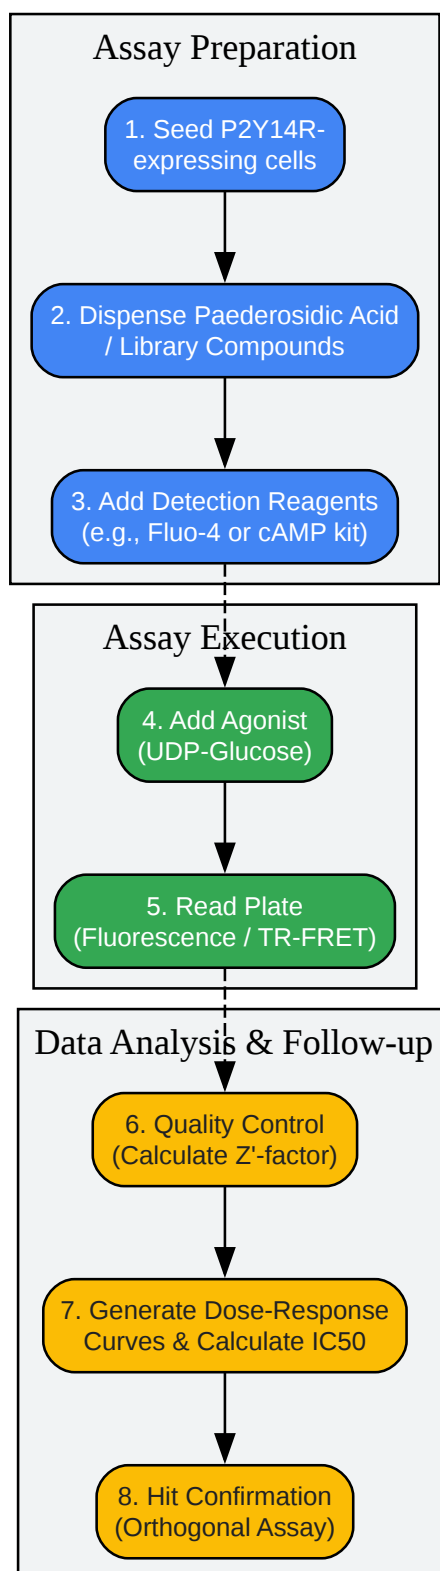 Assay Preparation
1. Seed P2Y14R-
expressing cells
2. Dispense Paederosidic Acid
/ Library Compounds
3. Add Detection Reagents
(e.g., Fluo-4 or cAMP kit)
Assay Execution
4. Add Agonist
(UDP-Glucose)
5. Read Plate
(Fluorescence / TR-FRET)
Data Analysis & Follow-up
6. Quality Control
(Calculate Z'-factor)
7. Generate Dose-Response
Curves & Calculate IC50
8. Hit Confirmation
(Orthogonal Assay)